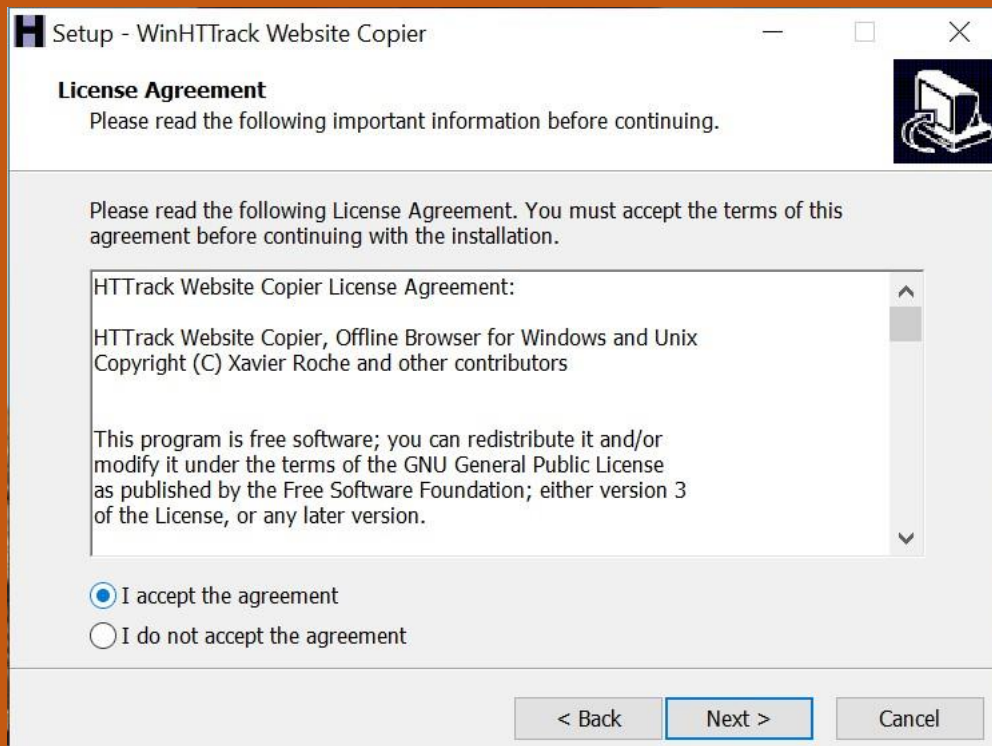 Setup - WinHTTrack Website Copier
License Agreement
Please read the following important information before continuing.
Please read the following License Agreement. You must accept the terms of this
agreement before continuing with the installation.
HTTrack Website Copier License Agreement:
HTTrack Website Copier, Offline Browser for Windows and Unix
Copyright (C) Xavier Roche and other contributors
This program is free software; you can redistribute it and/or
modify it under the terms of the GNU General Public License
as published by the Free Software Foundation; either version 3
of the License, or any later version.
I accept the agreement
I do not accept the agreement
< Back Next > Cancel